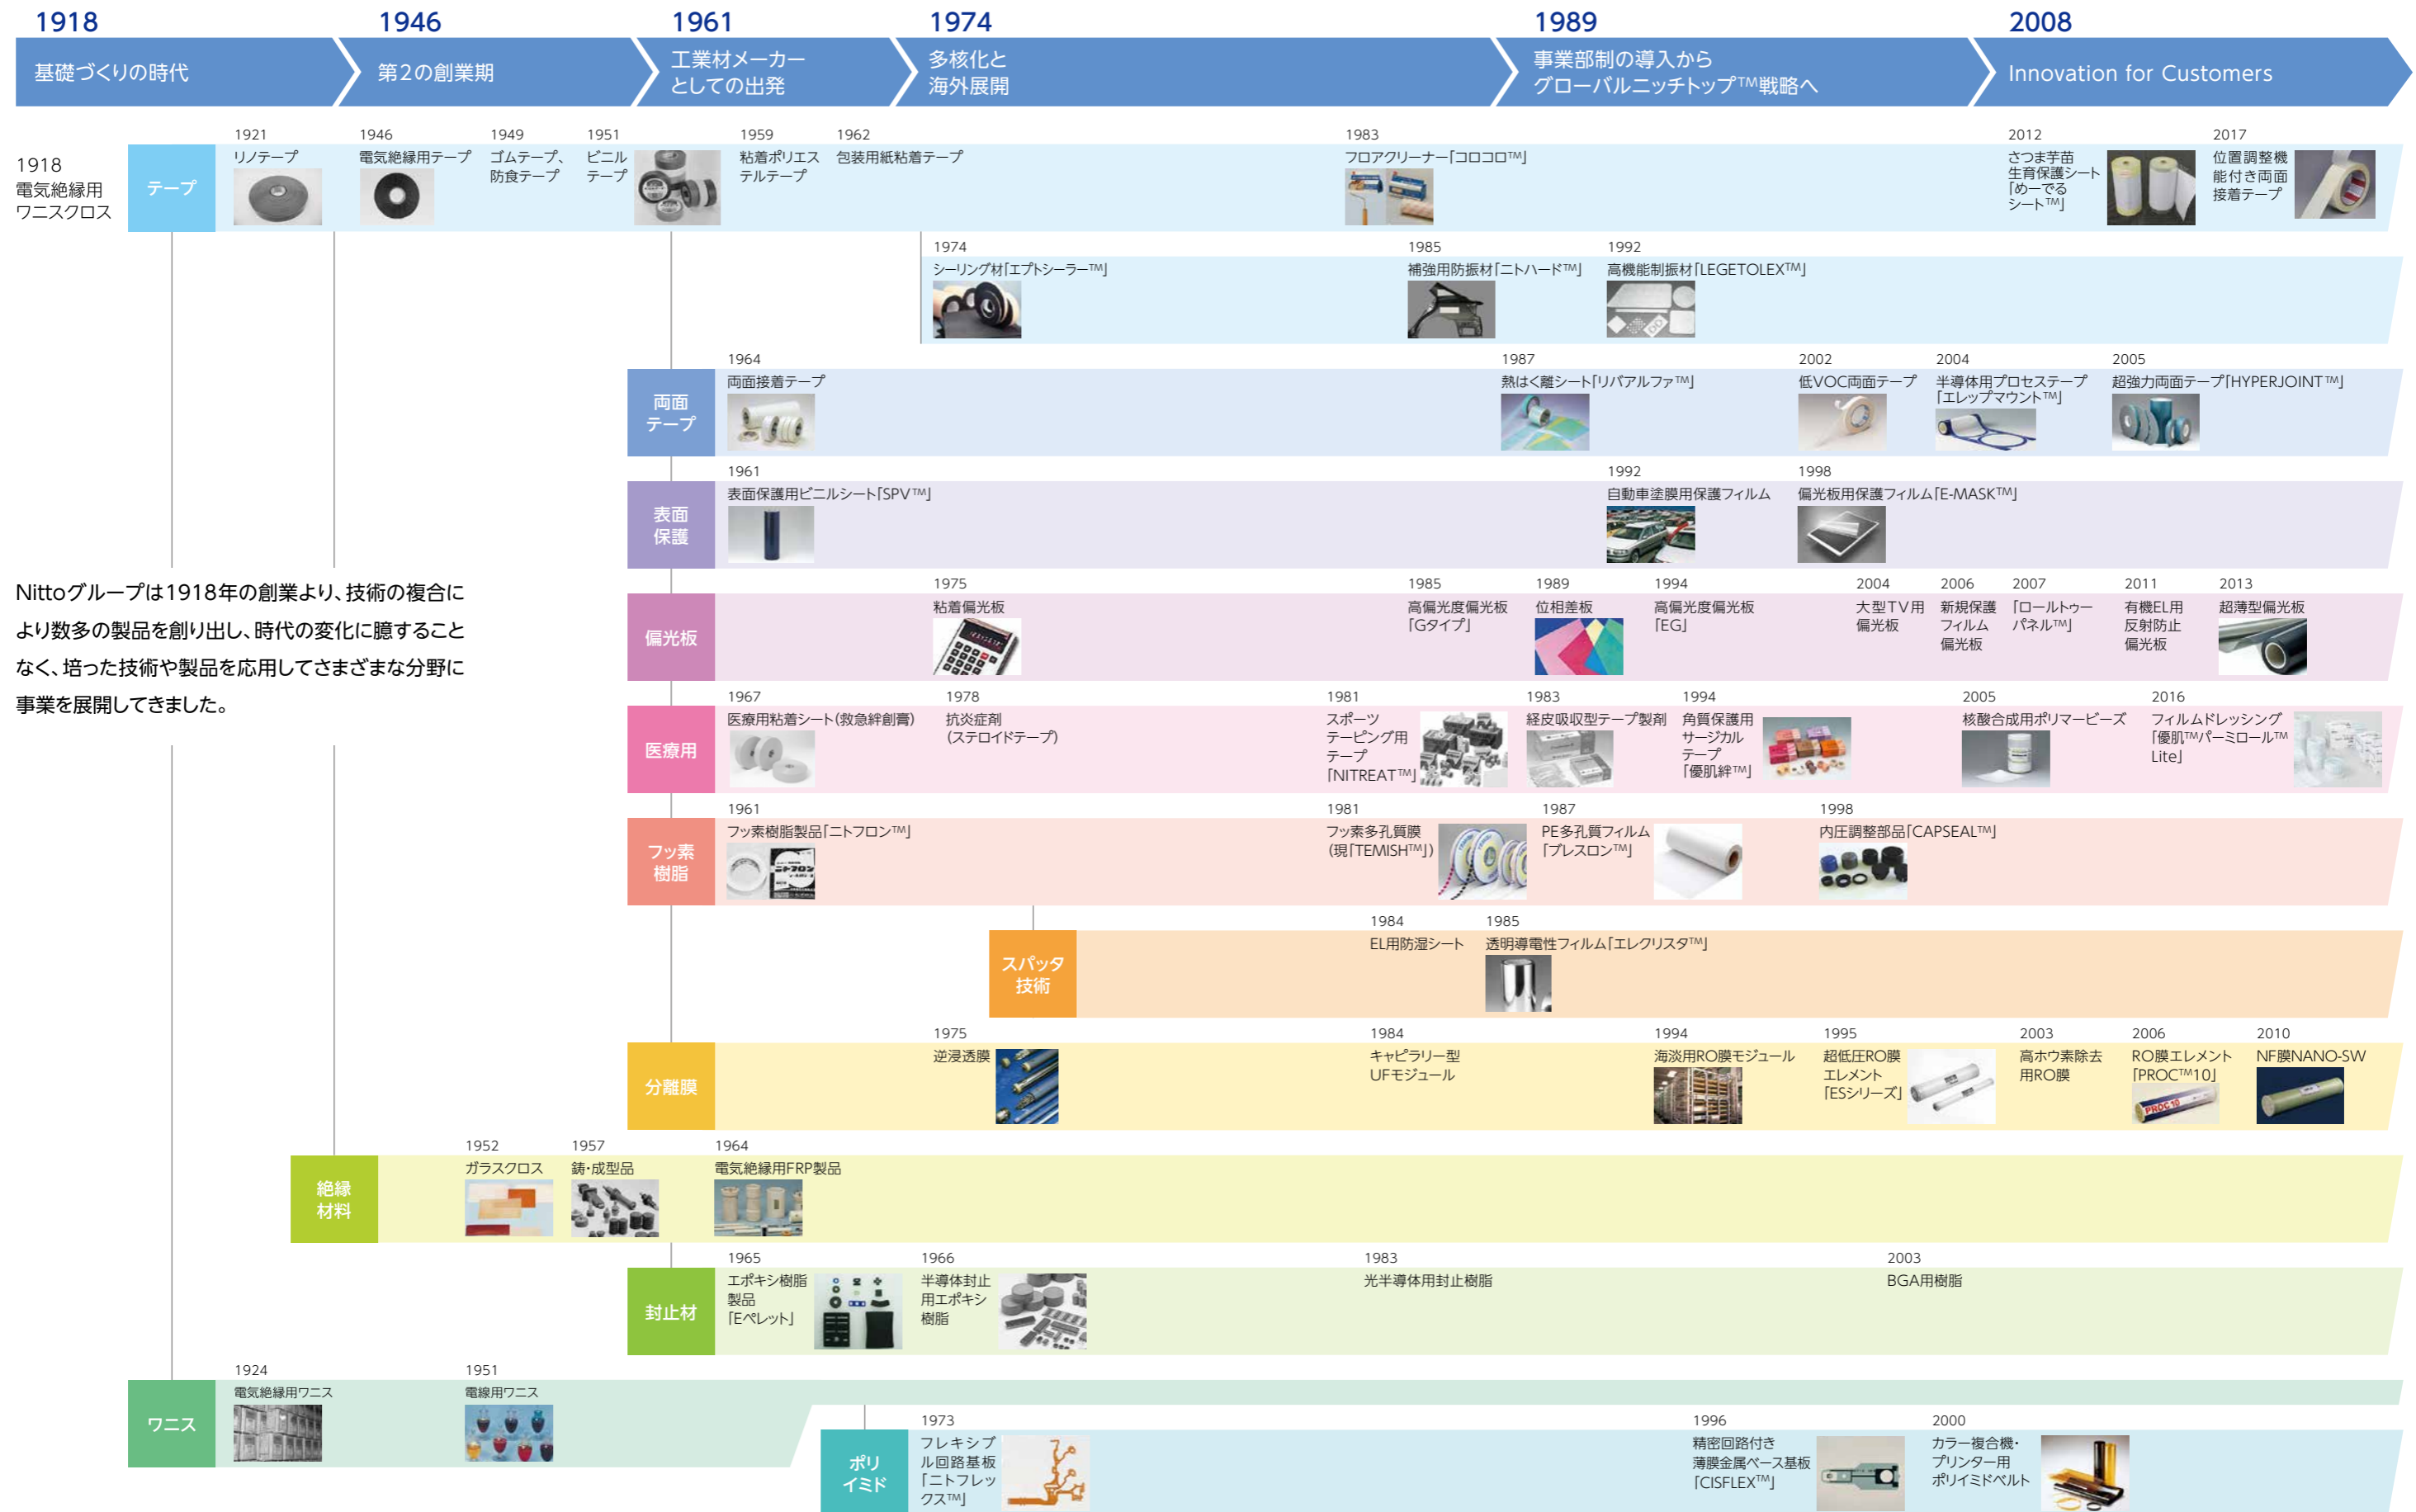 1918
1946
1961
1974
1989
2008
基礎づくりの時代
第2の創業期
工業材メーカー
としての出発
多核化と
海外展開
事業部制の導入から
グローバルニッチトップ™戦略へ
Innovation for Customers
1918
電気絶縁用
ワニスクロス
テープ
1921
リノテープ
1946
電気絶縁用テープ
1949
ゴムテープ、
防食テープ
1951
ビニル
テープ
1959
粘着ポリエス
テルテープ
1962
包装用紙粘着テープ
1983
フロアクリーナー「コロコロ™」
2012
さつま芋苗
生育保護シート
「めーでる
シート™」
2017
位置調整機
能付き両面
接着テープ
1974
シーリング材「エプトシーラー™」
1985
補強用防振材「ニトハード™」
1992
高機能制振材「LEGETOLEX™」
両面
テープ
1964
両面接着テープ
1987
熱はく離シート「リバアルファ™」
2002
低VOC両面テープ
2004
半導体用プロセステープ
「エレップマウント™」
2005
超強力両面テープ「HYPERJOINT™」
表面
保護
1961
表面保護用ビニルシート「SPV™」
1992
自動車塗膜用保護フィルム
1998
偏光板用保護フィルム「E-MASK™」
Nittoグループは1918年の創業より、技術の複合に
より数多の製品を創り出し、時代の変化に臆すること
なく、培った技術や製品を応用してさまざまな分野に
事業を展開してきました。
偏光板
1975
粘着偏光板
1985
高偏光度偏光板
「Gタイプ」
1989
位相差板
1994
高偏光度偏光板
「EG」
2004
大型TV用
偏光板
2006
新規保護
フィルム
偏光板
2007
「ロールトゥー
パネル™」
2011
有機EL用
反射防止
偏光板
2013
超薄型偏光板
医療用
1967
医療用粘着シート(救急絆創膏)
1978
抗炎症剤
(ステロイドテープ)
1981
スポーツ
テーピング用
テープ
「NITREAT™」
1983
経皮吸収型テープ製剤
1994
角質保護用
サージカル
テープ
「優肌絆™」
2005
核酸合成用ポリマービーズ
2016
フィルムドレッシング
「優肌™パーミロール™
Lite」
フッ素
樹脂
1961
フッ素樹脂製品「ニトフロン™」
ニトフロン
1981
フッ素多孔質膜
(現「TEMISH™」)
1987
PE多孔質フィルム
「ブレスロン™」
1998
内圧調整部品「CAPSEAL™」
スパッタ
技術
1984
EL用防湿シート
1985
透明導電性フィルム「エレクリスタ™」
分離膜
1975
逆浸透膜
1984
キャピラリー型
UFモジュール
1994
海淡用RO膜モジュール
1995
超低圧RO膜
エレメント
「ESシリーズ」
2003
高ホウ素除去
用RO膜
2006
RO膜エレメント
「PROC™10」
PROC 10
2010
NF膜NANO-SW
絶縁
材料
1952
ガラスクロス
1957
鋳・成型品
1964
電気絶縁用FRP製品
封止材
1965
エポキシ樹脂
製品
「Eペレット」
1966
半導体封止
用エポキシ
樹脂
1983
光半導体用封止樹脂
2003
BGA用樹脂
ワニス
1924
電気絶縁用ワニス
1951
電線用ワニス
ポリ
イミド
1973
フレキシブ
ル回路基板
「ニトフレッ
クス™」
1996
精密回路付き
薄膜金属ベース基板
「CISFLEX™」
2000
カラー複合機・
プリンター用
ポリイミドベルト